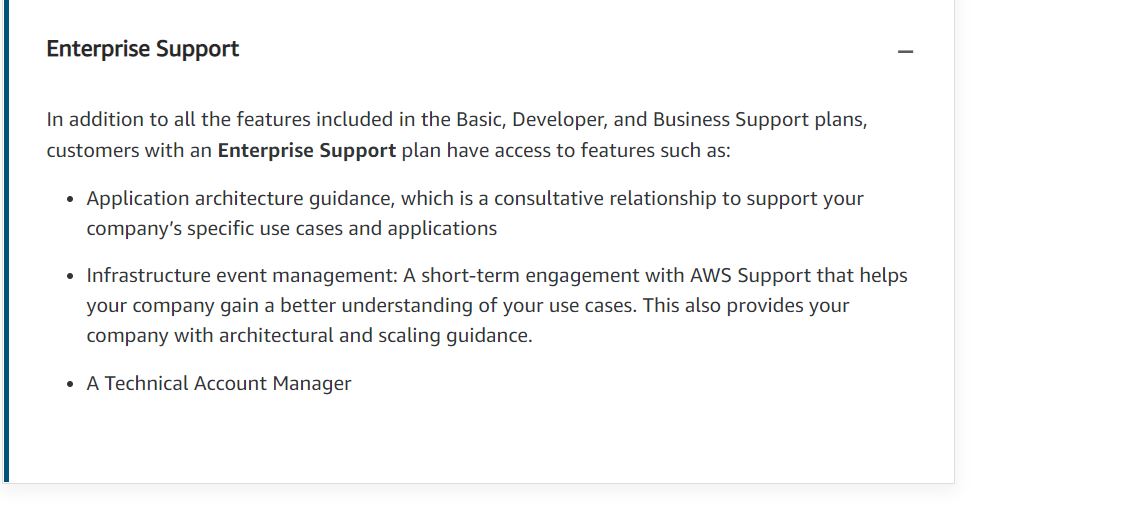 Enterprise Support
In addition to all the features included in the Basic, Developer, and Business Support plans,
customers with an Enterprise Support plan have access to features such as:
• Application architecture guidance, which is a consultative relationship to support your
company’s specific use cases and applications
• Infrastructure event management: A short-term engagement with AWS Support that helps
your company gain a better understanding of your use cases. This also provides your
company with architectural and scaling guidance.
• A Technical Account Manager